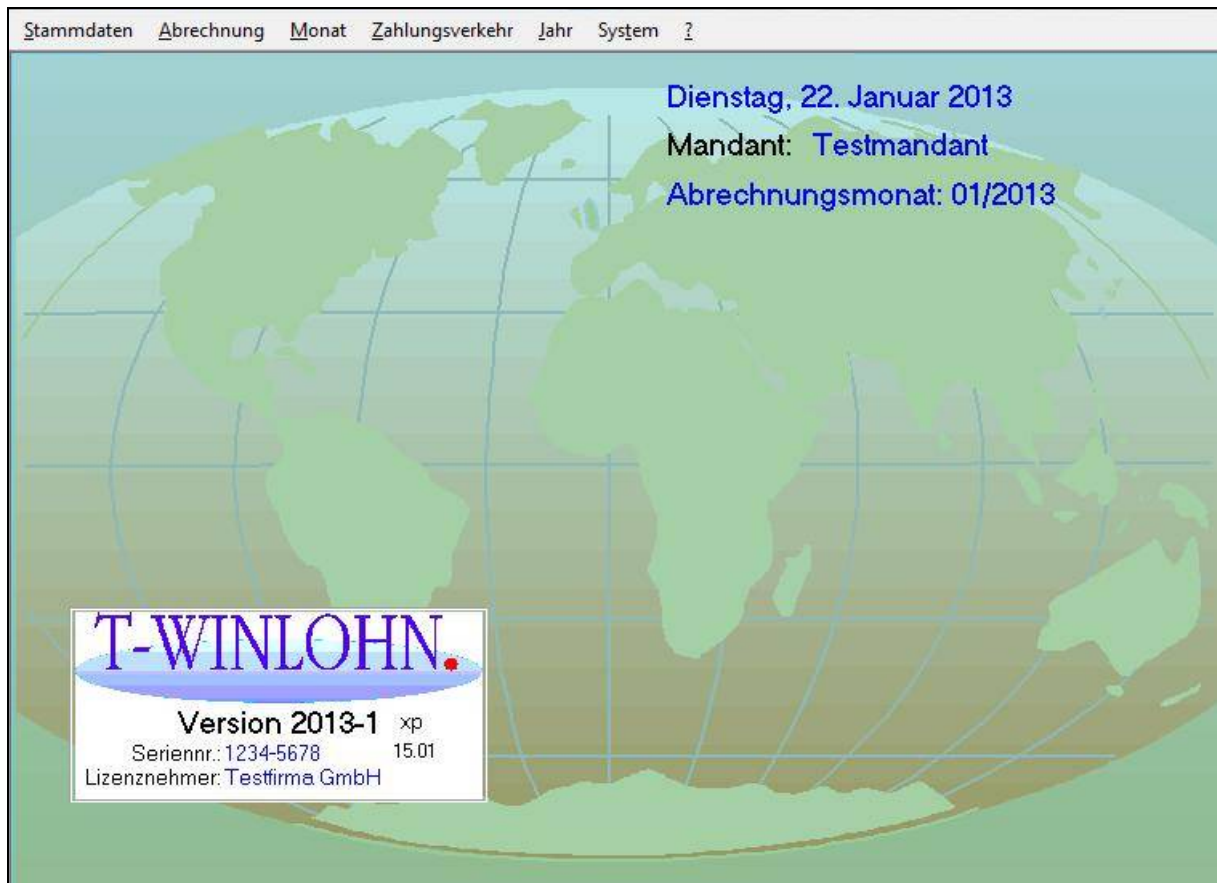 Stammdaten Abrechnung Monat Zahlungsverkehr Jahr System ?
Dienstag, 22. Januar 2013
Mandant: Testmandant
Abrechnungsmonat: 01/2013
T-WINLOHN.
Version 2013-1 xp
Seriennr.: 1234-5678 15.01
Lizenznehmer: Testfirma GmbH